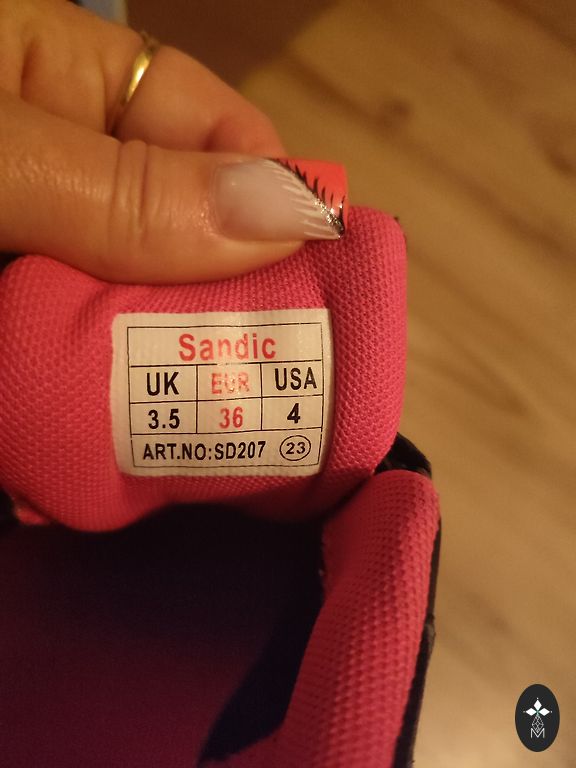 Sandic
UK EUR USA
3.5 36 4
ART.NO:SD207 23
M